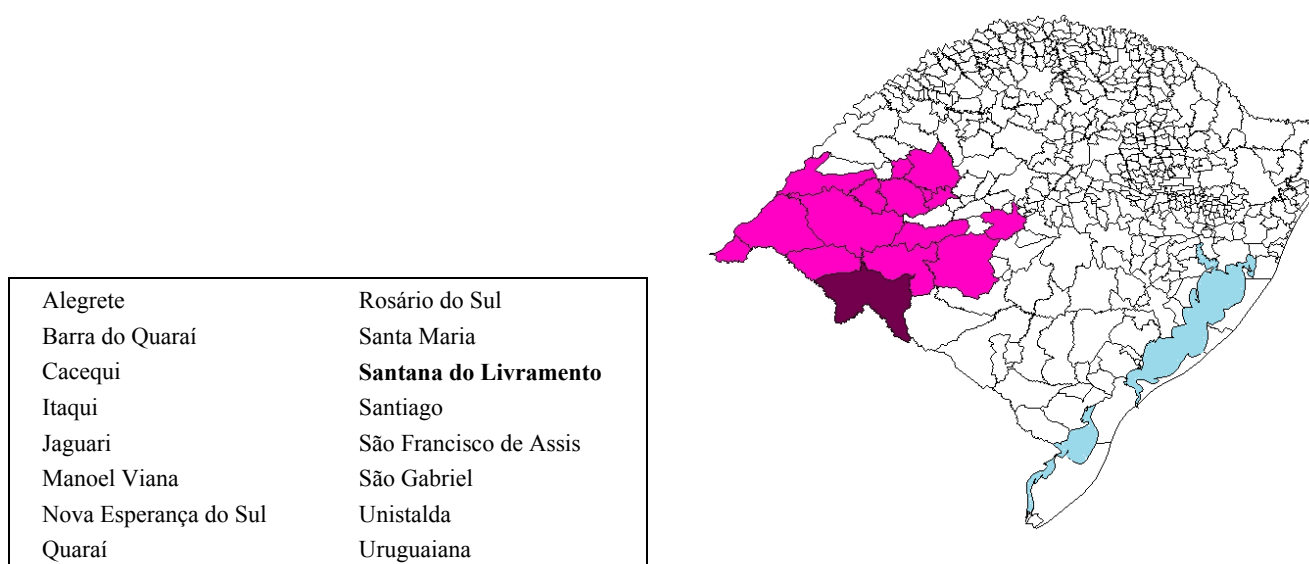 Alegrete Rosário do Sul
Barra do Quaraí Santa Maria
Cacequi Santana do Livramento
Itaqui Santiago
Jaguari São Francisco de Assis
Manoel Viana São Gabriel
Nova Esperança do Sul Unistalda
Quaraí Uruguaiana